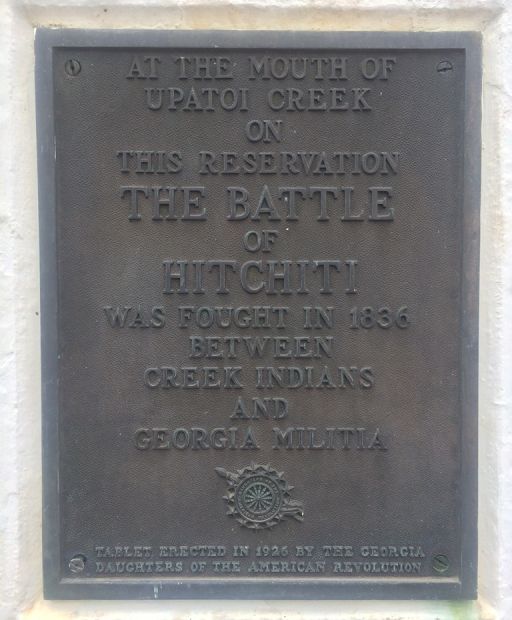 AT THE MOUTH OF
UPATOI CREEK
ON
THIS RESERVATION
THE BATTLE
OF
HITCHITI
WAS FOUGHT IN 1836
BETWEEN
CREEK INDIANS
AND
GEORGIA MILITIA
TABLET ERECTED IN 1926 BY THE GEORGIA
DAUGHTERS OF THE AMERICAN REVOLUTION